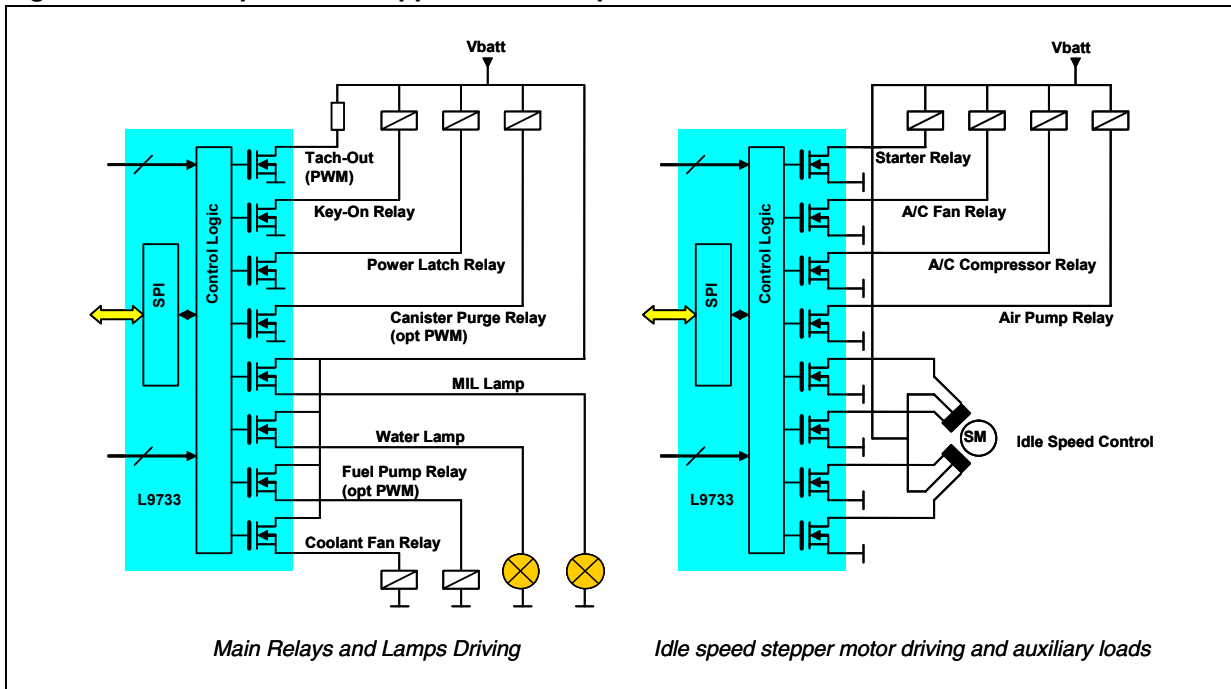 Vbatt
Tach-Out
(PWM)
Key-On Relay
Power Latch Relay
Canister Purge Relay
(opt PWM)
MIL Lamp
Water Lamp
Fuel Pump Relay
(opt PWM)
Coolant Fan Relay
Control Logic
SPI
L9733
Main Relays and Lamps Driving
Vbatt
Starter Relay
A/C Fan Relay
A/C Compressor Relay
Air Pump Relay
SM
Idle Speed Control
Control Logic
SPI
L9733
Idle speed stepper motor driving and auxiliary loads